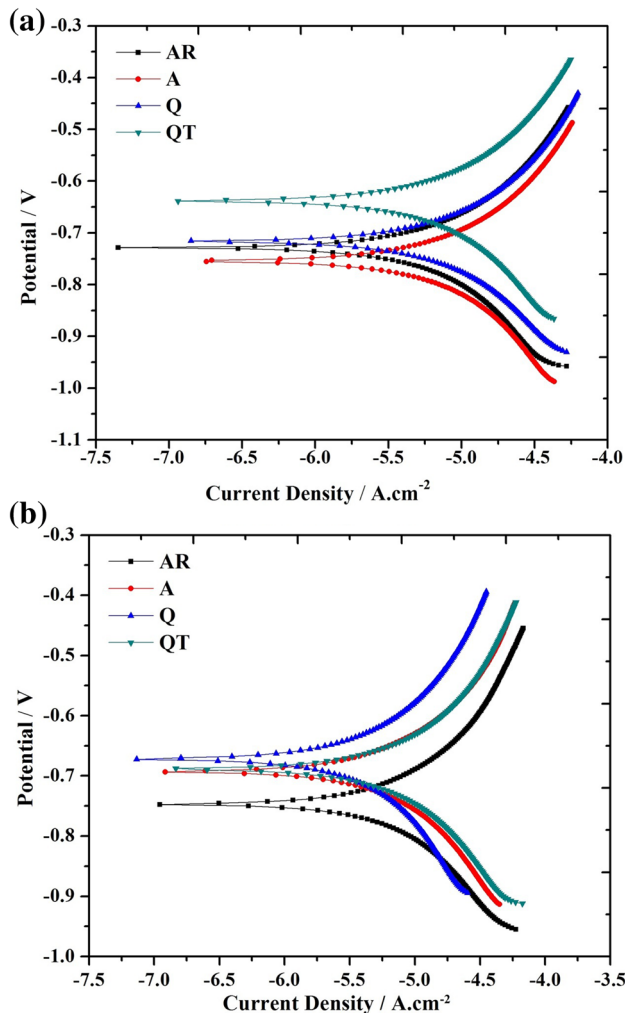 (a)
-0.3
-0.4
-0.5
-0.6
-0.7
-0.8
-0.9
-1.0
-1.1
Potential / V
AR
A
Q
QT
-7.5 -7.0 -6.5 -6.0 -5.5 -5.0 -4.5 -4.0
Current Density / A.cm-2
(b)
-0.3
-0.4
-0.5
-0.6
-0.7
-0.8
-0.9
-1.0
Potential / V
AR
A
Q
QT
-7.5 -7.0 -6.5 -6.0 -5.5 -5.0 -4.5 -4.0 -3.5
Current Density / A.cm-2